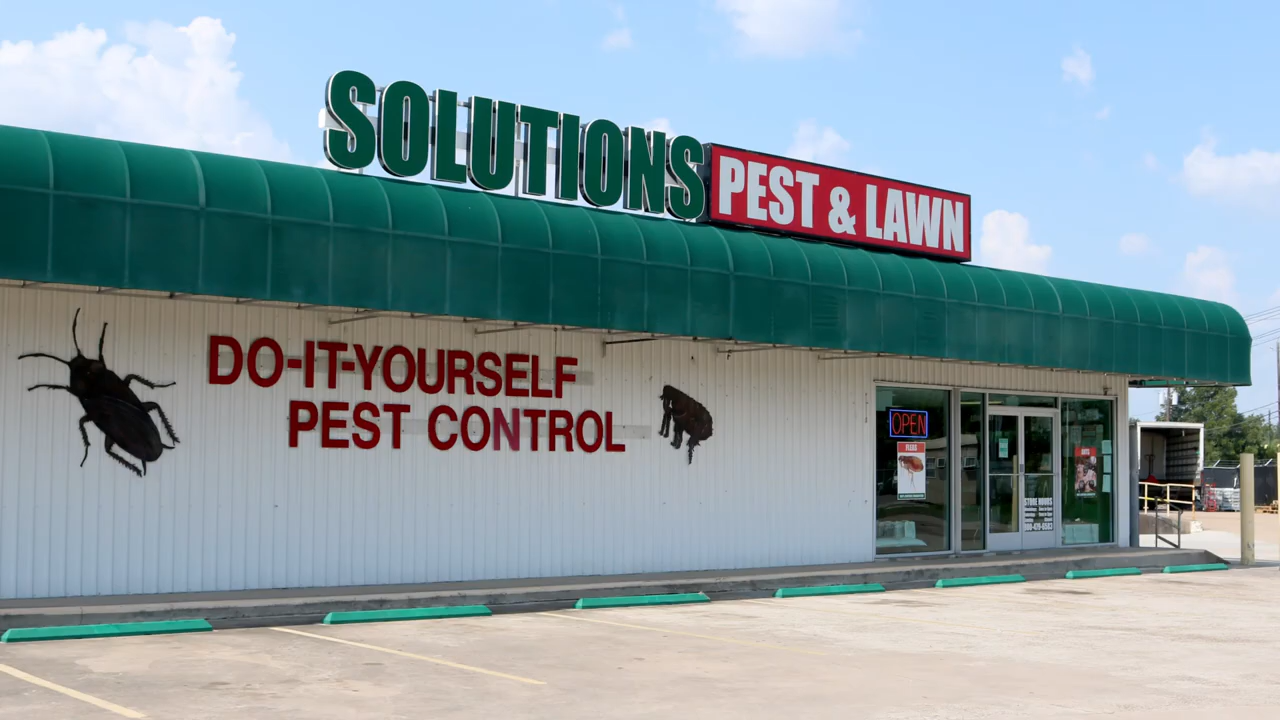 SOLUTIONS
PEST & LAWN
DO-IT-YOURSELF
PEST CONTROL
OPEN
FLEAS
STORE HOURS